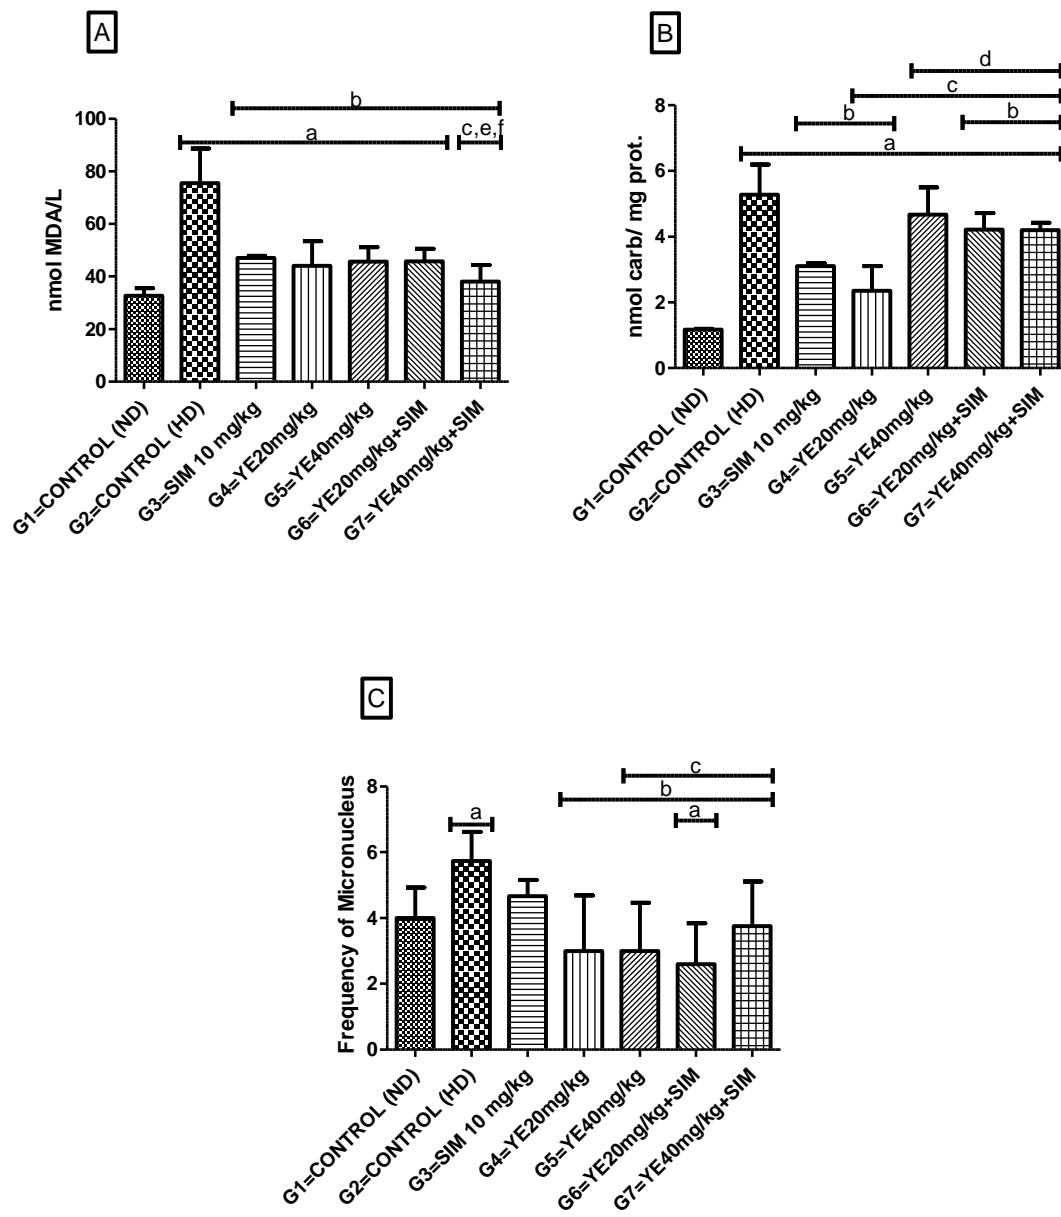 A
nmol MDA/L
100
80
60
40
20
0
b
a
c,e,f
G1=CONTROL (ND)
G2=CONTROL (HD)
G3=SIM 10 mg/kg
G4=YE20mg/kg
G5=YE40mg/kg
G6=YE20mg/kg+SIM
G7=YE40mg/kg+SIM
B
nmol carb/ mg prot.
8
6
4
2
0
d
c
b
b
a
G1=CONTROL (ND)
G2=CONTROL (HD)
G3=SIM 10 mg/kg
G4=YE20mg/kg
G5=YE40mg/kg
G6=YE20mg/kg+SIM
G7=YE40mg/kg+SIM
C
Frequency of Micronucleus
8
6
4
2
0
c
b
a
a
G1=CONTROL (ND)
G2=CONTROL (HD)
G3=SIM 10 mg/kg
G4=YE20mg/kg
G5=YE40mg/kg
G6=YE20mg/kg+SIM
G7=YE40mg/kg+SIM